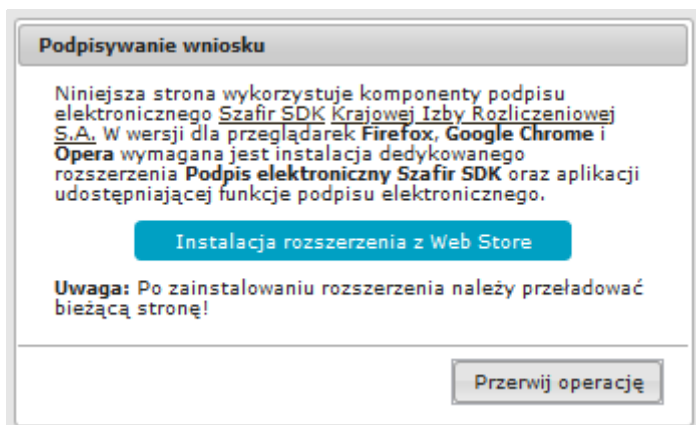 Podpisywanie wniosku
Niniejsza strona wykorzystuje komponenty podpisu
elektronicznego Szafir SDK Krajowej Izby Rozliczeniowej
S.A. W wersji dla przeglądarek Firefox, Google Chrome i
Opera wymagana jest instalacja dedykowanego
rozszerzenia Podpis elektroniczny Szafir SDK oraz aplikacji
udostępniającej funkcje podpisu elektronicznego.
Instalacja rozszerzenia z Web Store
Uwaga: Po zainstalowaniu rozszerzenia należy przeładować
bieżącą stronę!
Przerwij operację